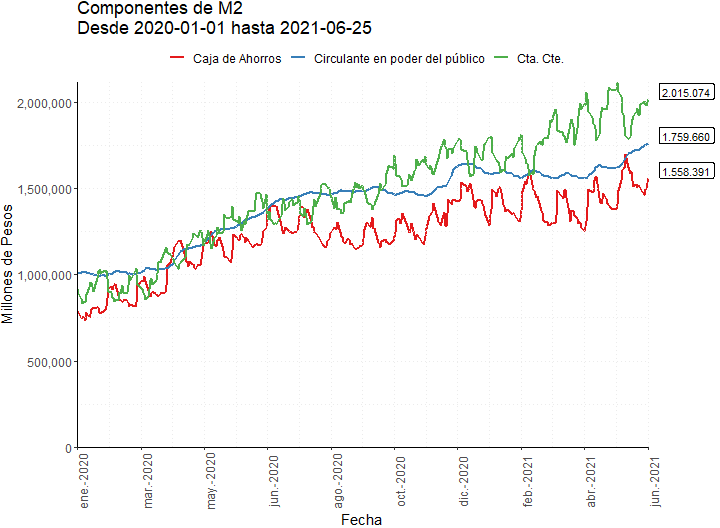 Componentes de M2
Desde 2020-01-01 hasta 2021-06-25
Caja de Ahorros Circulante en poder del público Cta. Cte.
2,000,000
1,500,000
1,000,000
500,000
0
Millones de Pesos
2.015.074
1.759.660
1.558.391
ene.-2020
mar.-2020
may.-2020
jun.-2020
ago.-2020
oct.-2020
dic.-2020
feb.-2021
abr.-2021
jun.-2021
Fecha